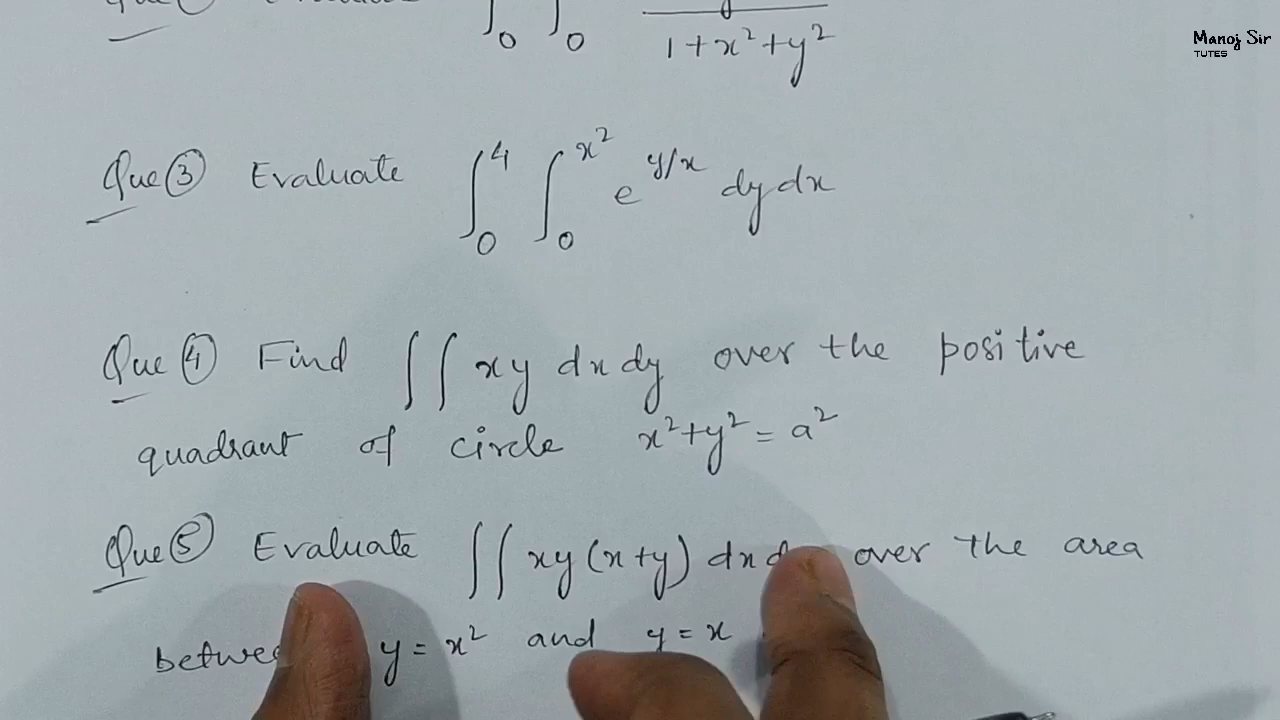 0 0 1+x²+y²
Manoj Sir
TUTES
Que ③ Evaluate ∫₀⁴ ∫₀^x² e^y/x dy dx
Que ④ Find ∫∫ xy dx dy over the positive
quadrant of circle x²+y² = a²
Que ⑤ Evaluate ∫∫ xy (x+y) dx over the area
y = x² and y = x